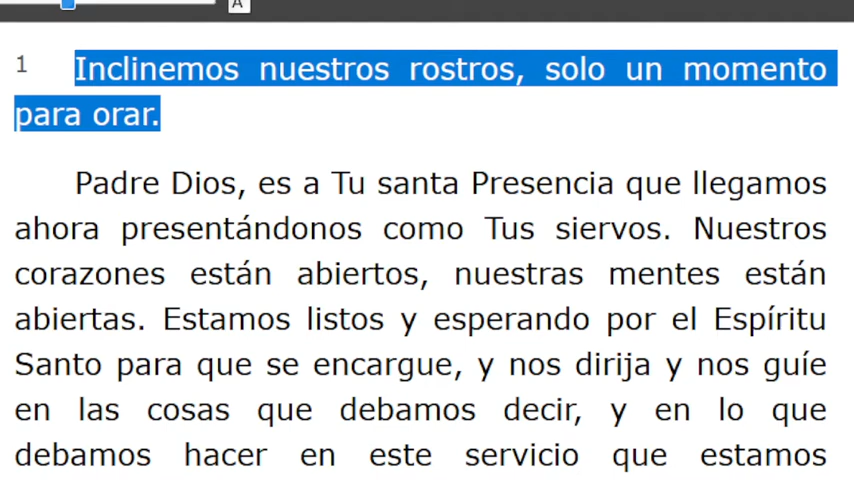 A
1 Inclinemos nuestros rostros, solo un momento
para orar.
Padre Dios, es a Tu santa Presencia que llegamos
ahora presentándonos como Tus siervos. Nuestros
corazones están abiertos, nuestras mentes están
abiertas. Estamos listos y esperando por el Espíritu
Santo para que se encargue, y nos dirija y nos guíe
en las cosas que debamos decir, y en lo que
debamos hacer en este servicio que estamos